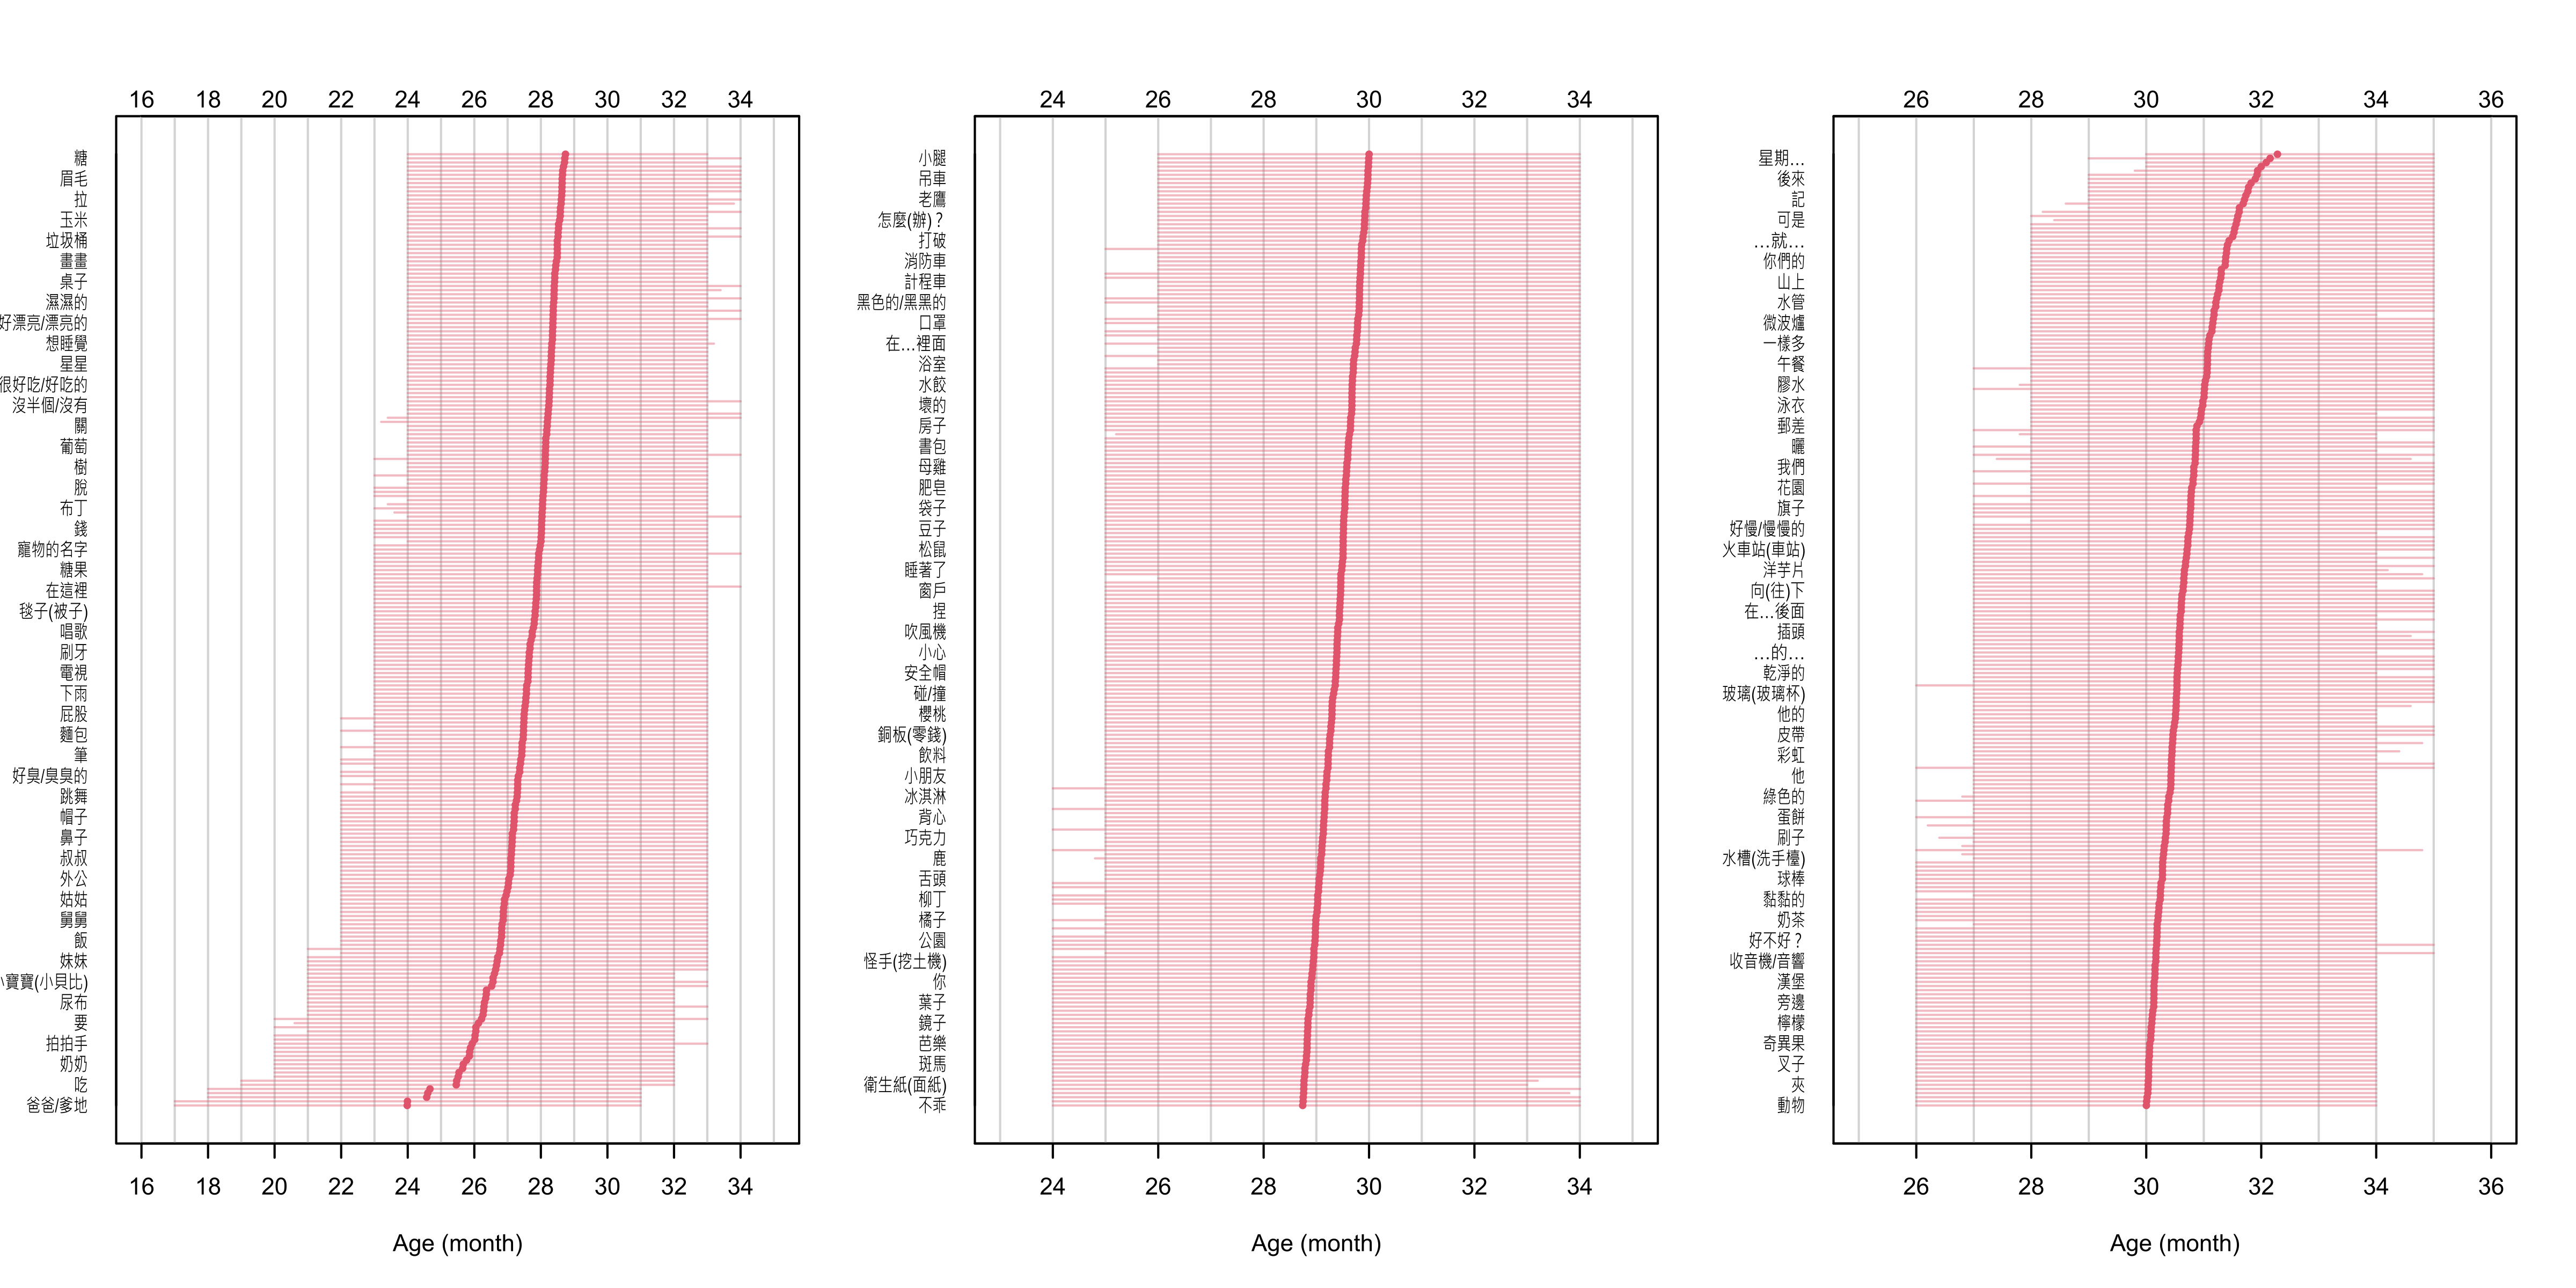 16 18 20 22 24 26 28 30 32 34
糖
眉毛
拉
玉米
垃圾桶
畫畫
桌子
濕濕的
好漂亮/漂亮的
想睡覺
星星
很好吃/好吃的
沒半個/沒有
關
葡萄
樹
脫
布丁
錢
寵物的名字
糖果
在這裡
毯子(被子)
唱歌
刷牙
電視
下雨
屁股
麵包
筆
好臭/臭臭的
跳舞
帽子
鼻子
叔叔
外公
姑姑
舅舅
飯
妹妹
小寶寶(小貝比)
尿布
要
拍拍手
奶奶
吃
爸爸/爹地
16 18 20 22 24 26 28 30 32 34
Age (month)
24 26 28 30 32 34
小腿
吊車
老鷹
怎麼(辦)？
打破
消防車
計程車
黑色的/黑黑的
口罩
在…裡面
浴室
水餃
壞的
房子
書包
母雞
肥皂
袋子
豆子
松鼠
睡著了
窗戶
捏
吹風機
小心
安全帽
碰/撞
櫻桃
銅板(零錢)
飲料
小朋友
冰淇淋
背心
巧克力
鹿
舌頭
柳丁
橘子
公園
怪手(挖土機)
你
葉子
鏡子
芭樂
斑馬
衛生紙(面紙)
不乖
24 26 28 30 32 34
Age (month)
26 28 30 32 34 36
星期…
後來
記
可是
…就…
你們的
山上
水管
微波爐
一樣多
午餐
膠水
泳衣
郵差
曬
我們
花園
旗子
好慢/慢慢的
火車站(車站)
洋芋片
向(往)下
在…後面
插頭
…的…
乾淨的
玻璃(玻璃杯)
他的
皮帶
彩虹
他
綠色的
蛋餅
刷子
水槽(洗手檯)
球棒
黏黏的
奶茶
好不好？
收音機/音響
漢堡
旁邊
檸檬
奇異果
叉子
夾
動物
26 28 30 32 34 36
Age (month)